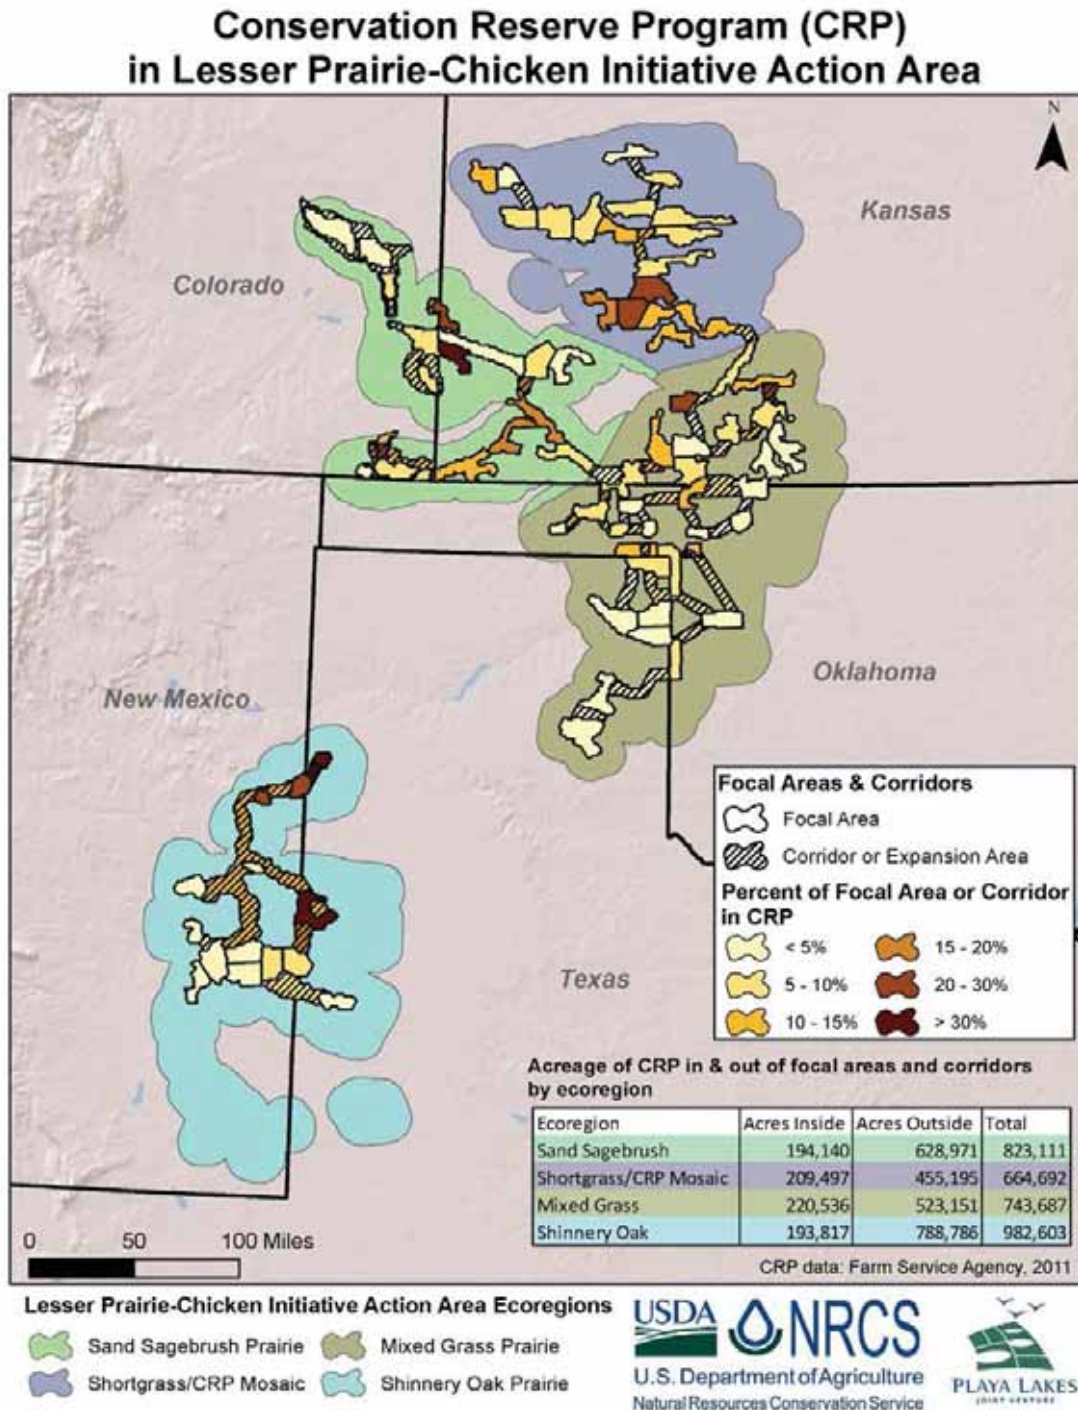 Conservation Reserve Program (CRP)
in Lesser Prairie-Chicken Initiative Action Area
N
Kansas
Colorado
New Mexico
Oklahoma
Texas
Focal Areas & Corridors
Focal Area
Corridor or Expansion Area
Percent of Focal Area or Corridor
in CRP
< 5% 15 - 20%
5 - 10% 20 - 30%
10 - 15% > 30%
Acreage of CRP in & out of focal areas and corridors
by ecoregion
Ecoregion Acres Inside Acres Outside Total
Sand Sagebrush 194,140 628,971 823,111
Shortgrass/CRP Mosaic 209,497 455,195 664,692
Mixed Grass 220,536 523,151 743,687
Shinnery Oak 193,817 788,786 982,603
0 50 100 Miles
CRP data: Farm Service Agency, 2011
Lesser Prairie-Chicken Initiative Action Area Ecoregions
Sand Sagebrush Prairie Mixed Grass Prairie
Shortgrass/CRP Mosaic Shinnery Oak Prairie
USDA NRCS
U.S. Department of Agriculture
Natural Resources Conservation Service
PLAYA LAKES
JOINT VENTURE